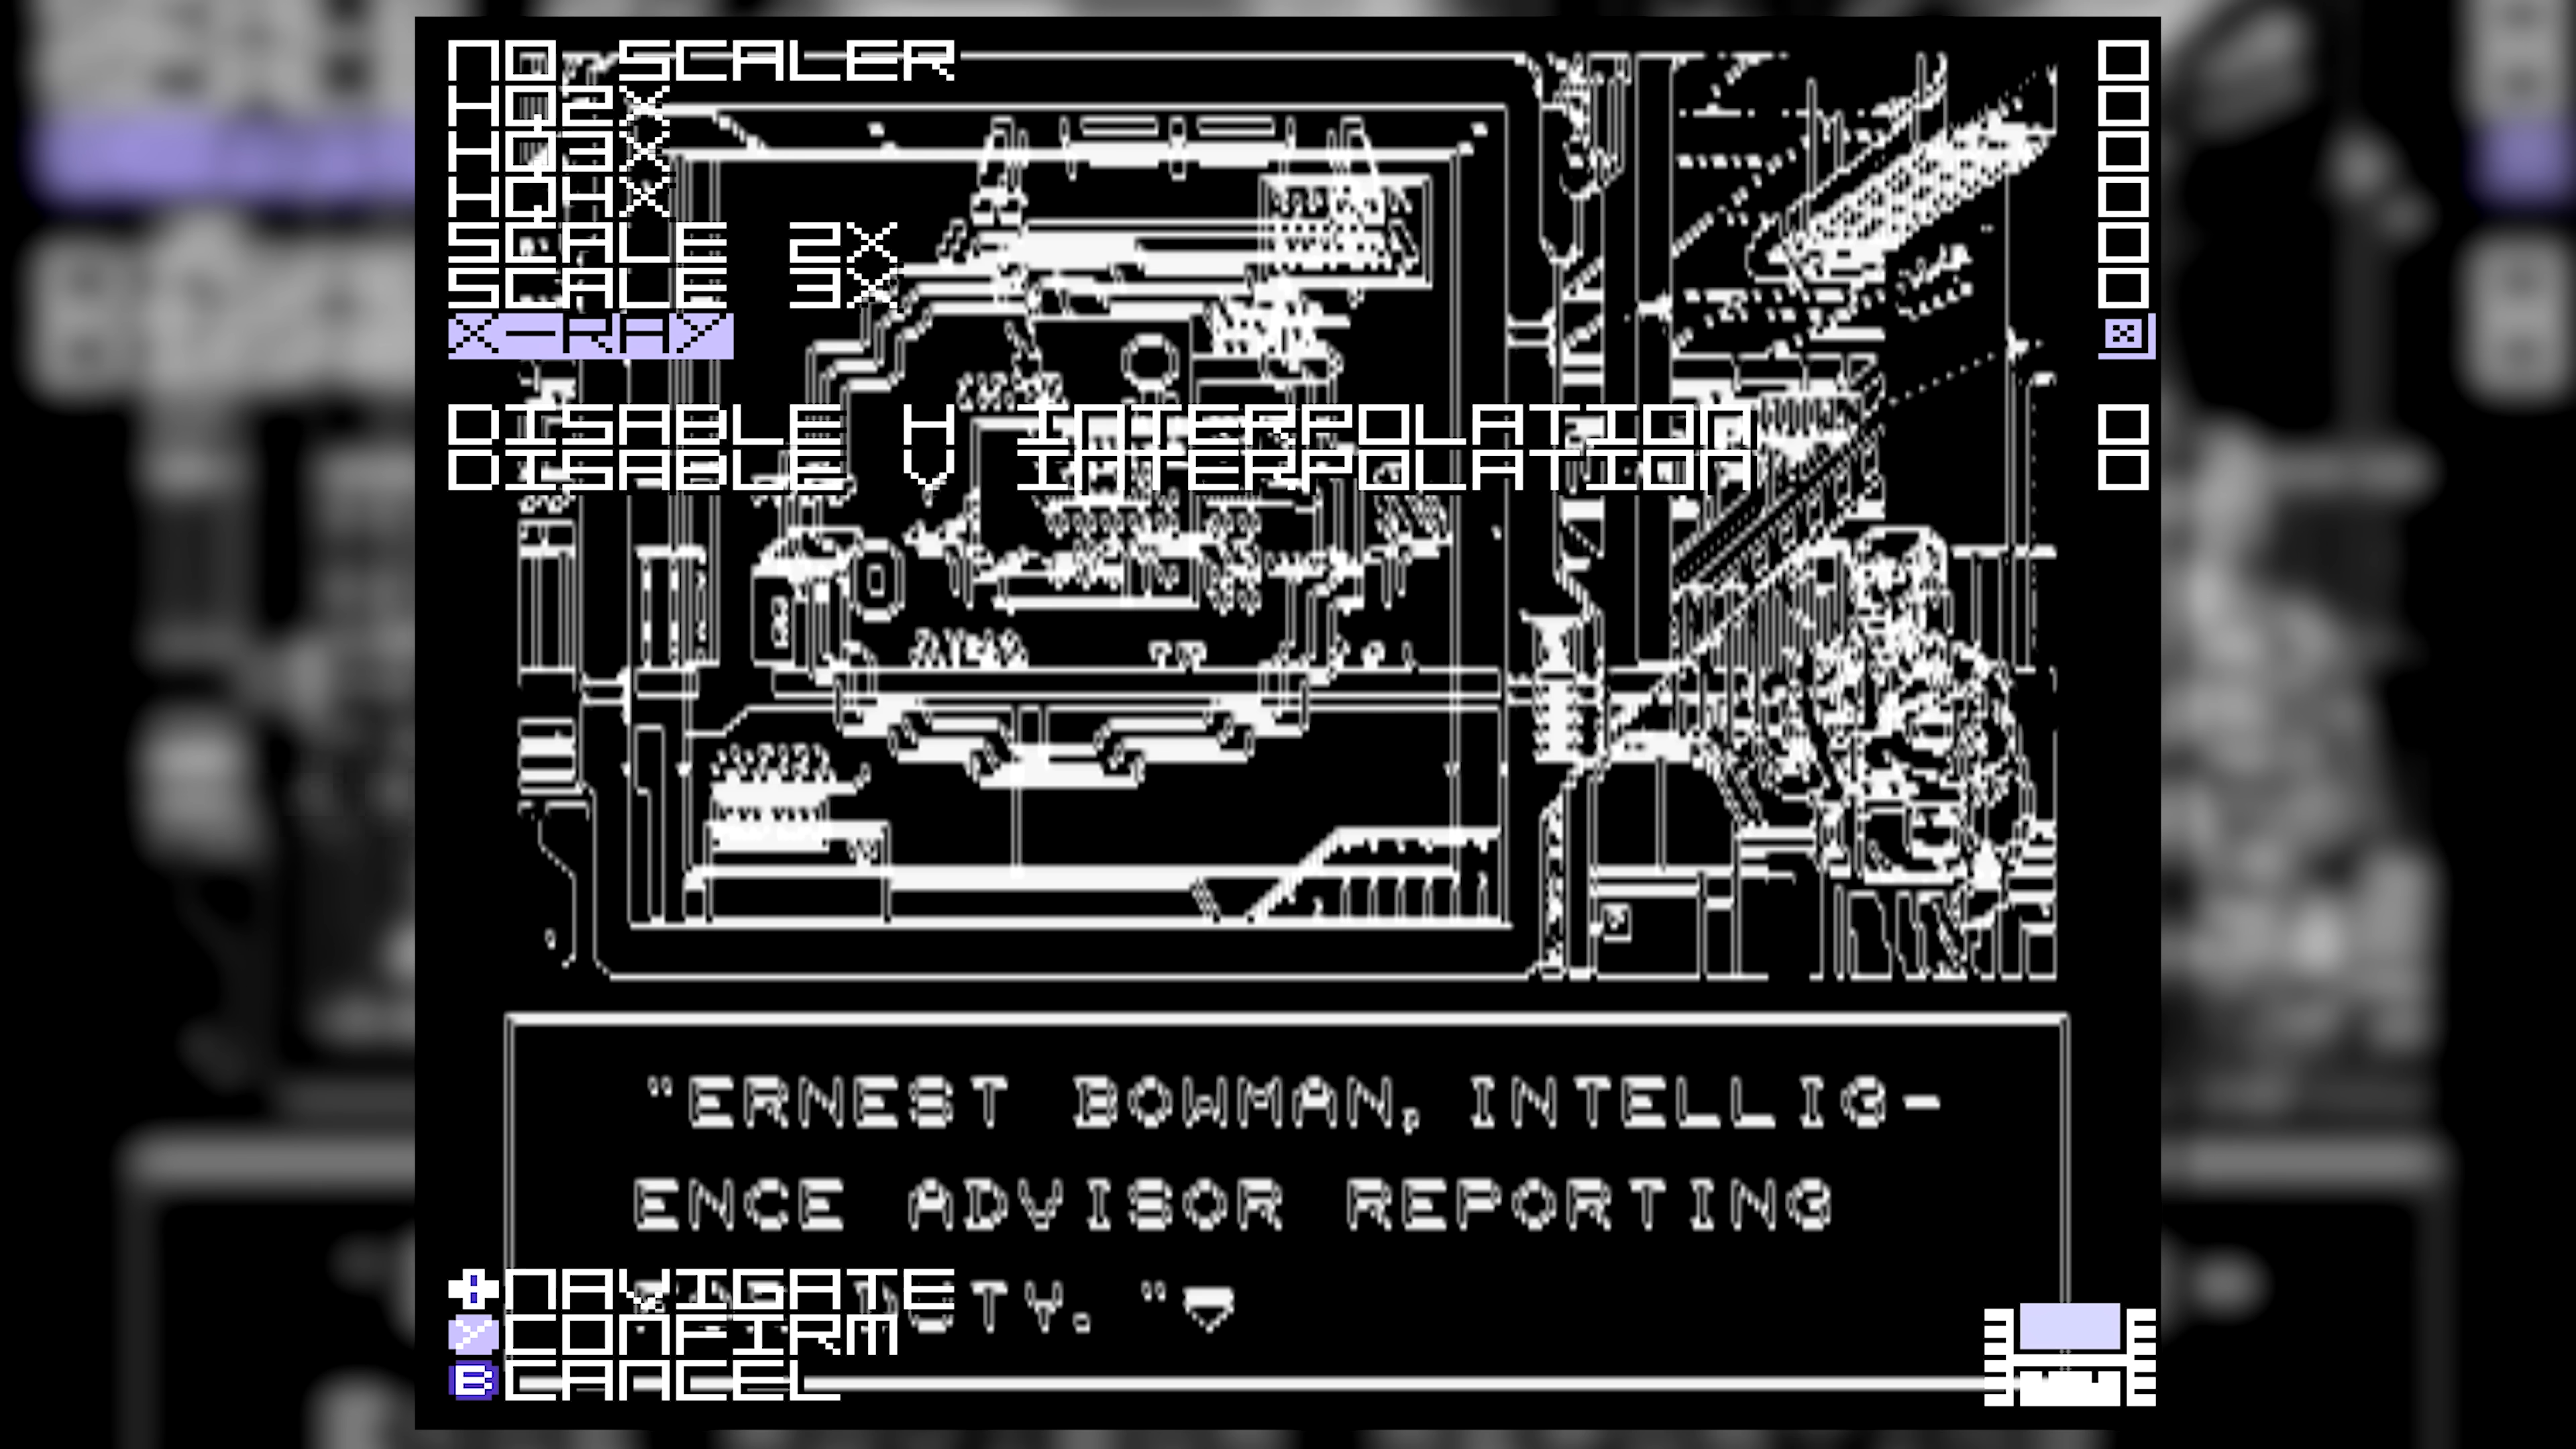 NO SCALER
HQ2X
HQ3X
HQ4X
SCALE 2X
SCALE 3X
X-RAY
DISABLE H INTERPOLATION
DISABLE V INTERPOLATION
"ERNEST BOWMAN, INTELLIG-
ENCE ADVISOR REPORTING
TY."
NAVIGATE
Y CONFIRM
B CANCEL